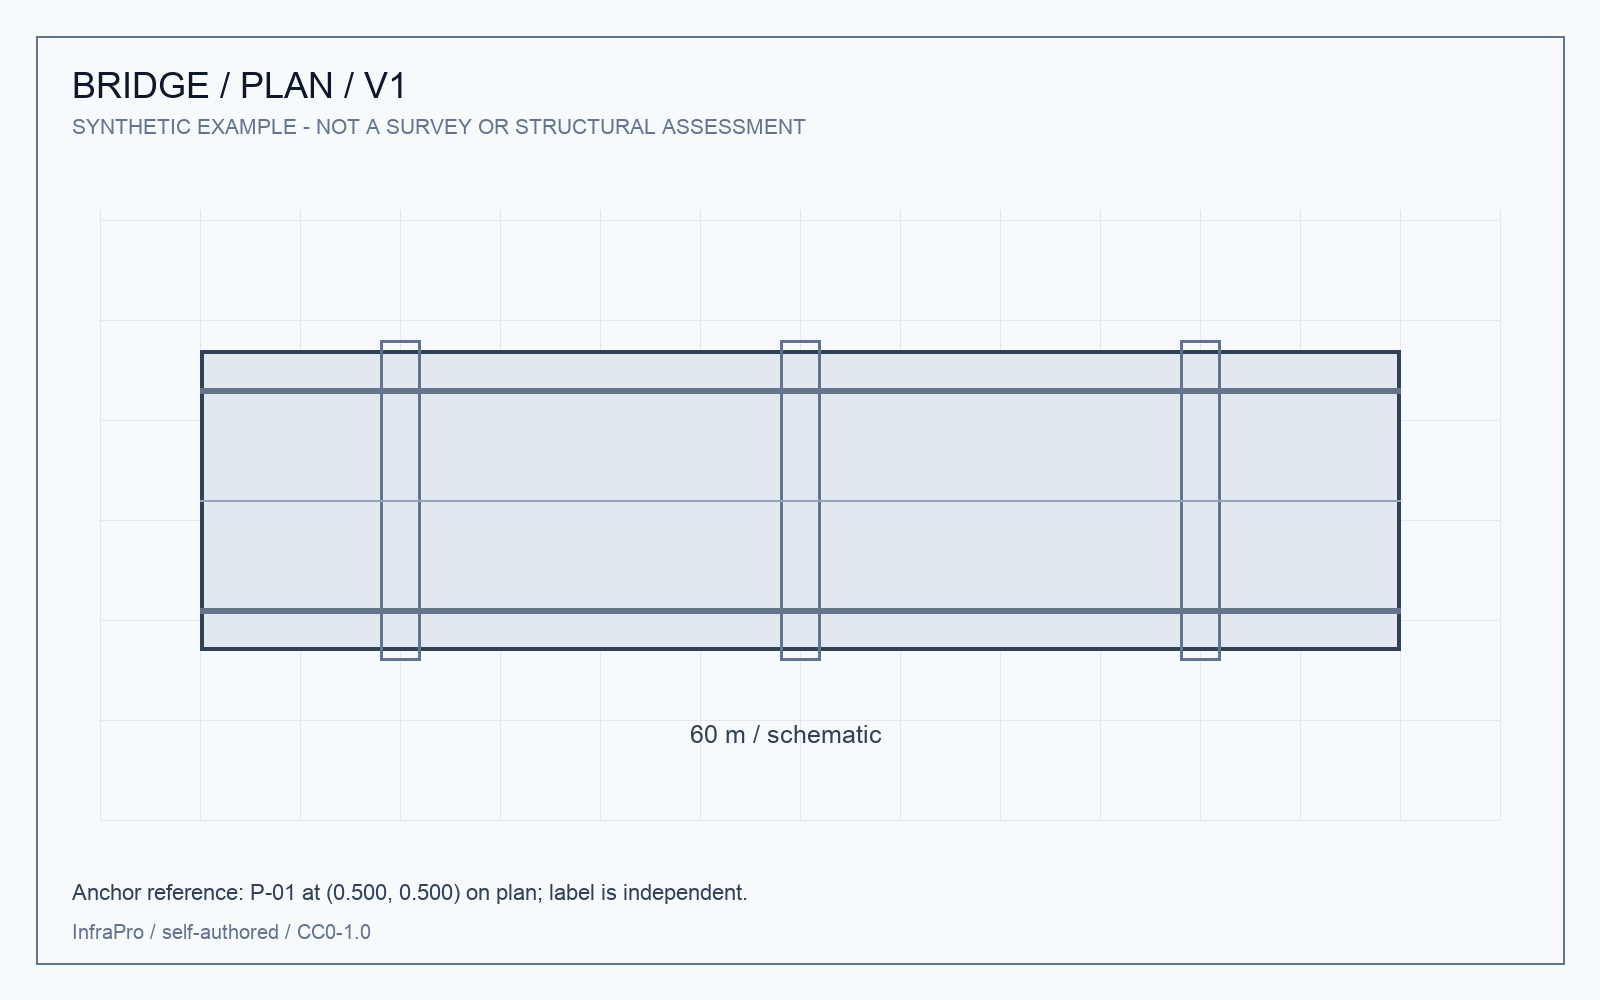 BRIDGE / PLAN / V1
SYNTHETIC EXAMPLE - NOT A SURVEY OR STRUCTURAL ASSESSMENT
60 m / schematic
Anchor reference: P-01 at (0.500, 0.500) on plan; label is independent.
InfraPro / self-authored / CC0-1.0